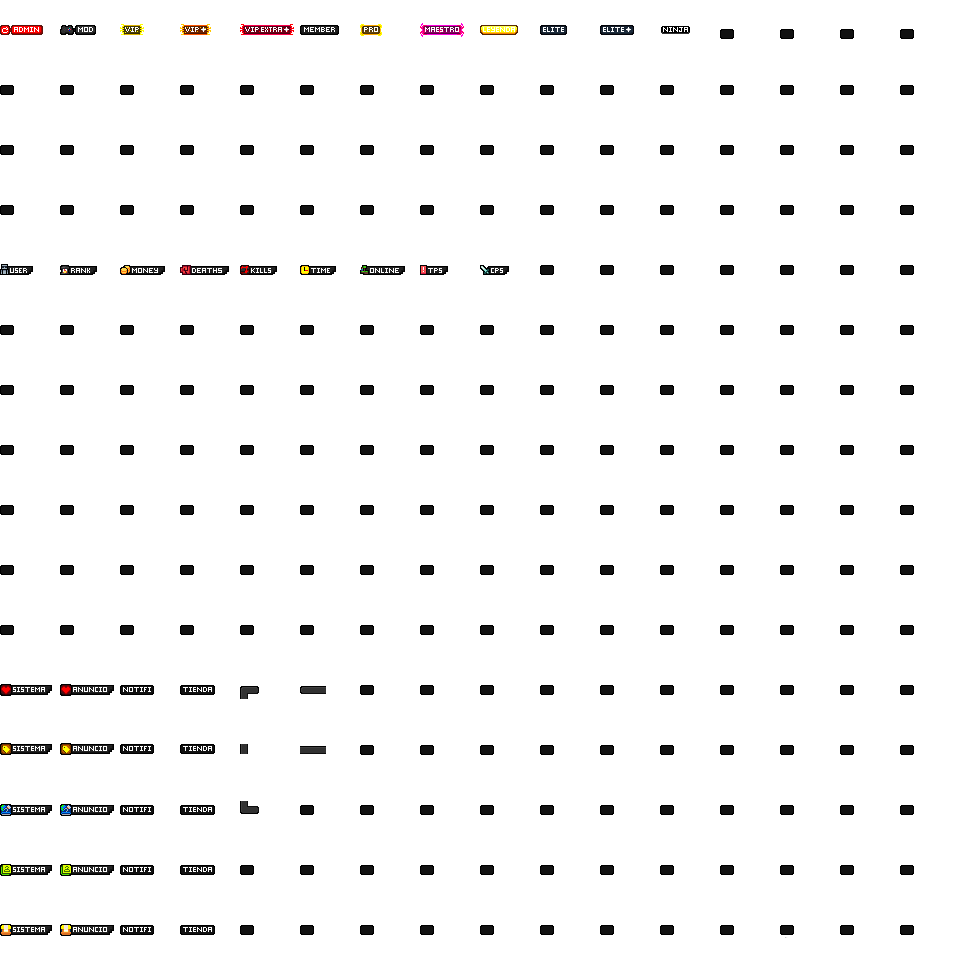 ADMIN MOD VIP VIP+ VIP EXTRA+ MEMBER PRO MAESTRO ELITE ELITE+ NINJA
USER RANK MONEY DEATHS KILLS TIME ONLINE TPS CPS
SISTEMA ANUNCIO NOTIFI TIENDA
SISTEMA ANUNCIO NOTIFI TIENDA
SISTEMA ANUNCIO NOTIFI TIENDA
SISTEMA ANUNCIO NOTIFI TIENDA
SISTEMA ANUNCIO NOTIFI TIENDA